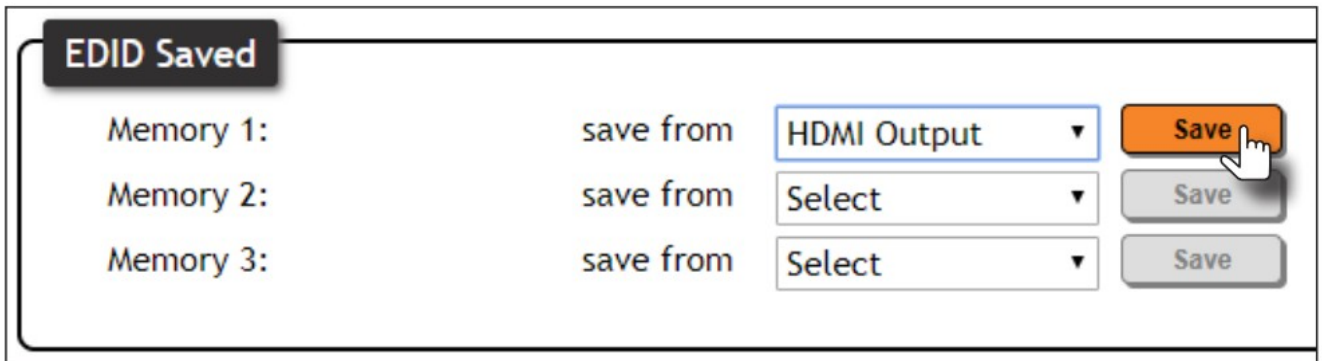 EDID Saved
Memory 1: save from HDMI Output Save
Memory 2: save from Select Save
Memory 3: save from Select Save